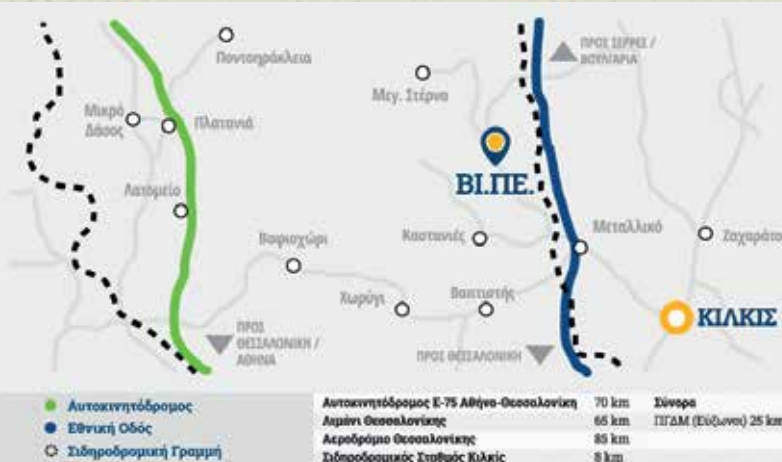 Ποντοηράκλεια
ΠΡΟΣ ΣΕΡΡΕΣ /
ΒΟΥΛΓΑΡΙΑ
Μεγ. Στέρνα
Μικρό
Δάσος
Πλατανιά
ΒΙ.ΠΕ.
Λατομείο
Καστανιές
Μεταλλικό
Ζαχαράτο
Βαφιοχώρι
Χωρύγι
Βαπτιστής
ΚΙΛΚΙΣ
ΠΡΟΣ
ΘΕΣΣΑΛΟΝΙΚΗ /
ΑΘΗΝΑ
ΠΡΟΣ ΘΕΣΣΑΛΟΝΙΚΗ
Αυτοκινητόδρομος
Εθνική Οδός
Σιδηροδρομική Γραμμή
Αυτοκινητόδρομος Ε-75 Αθήνα-Θεσσαλονίκη 70 km
Λιμάνι Θεσσαλονίκης 65 km
Αεροδρόμιο Θεσσαλονίκης 85 km
Σιδηροδρομικός Σταθμός Κιλκίς 8 km
Σύνορα
ΠΓΔΜ (Εύζωνοι) 25 km